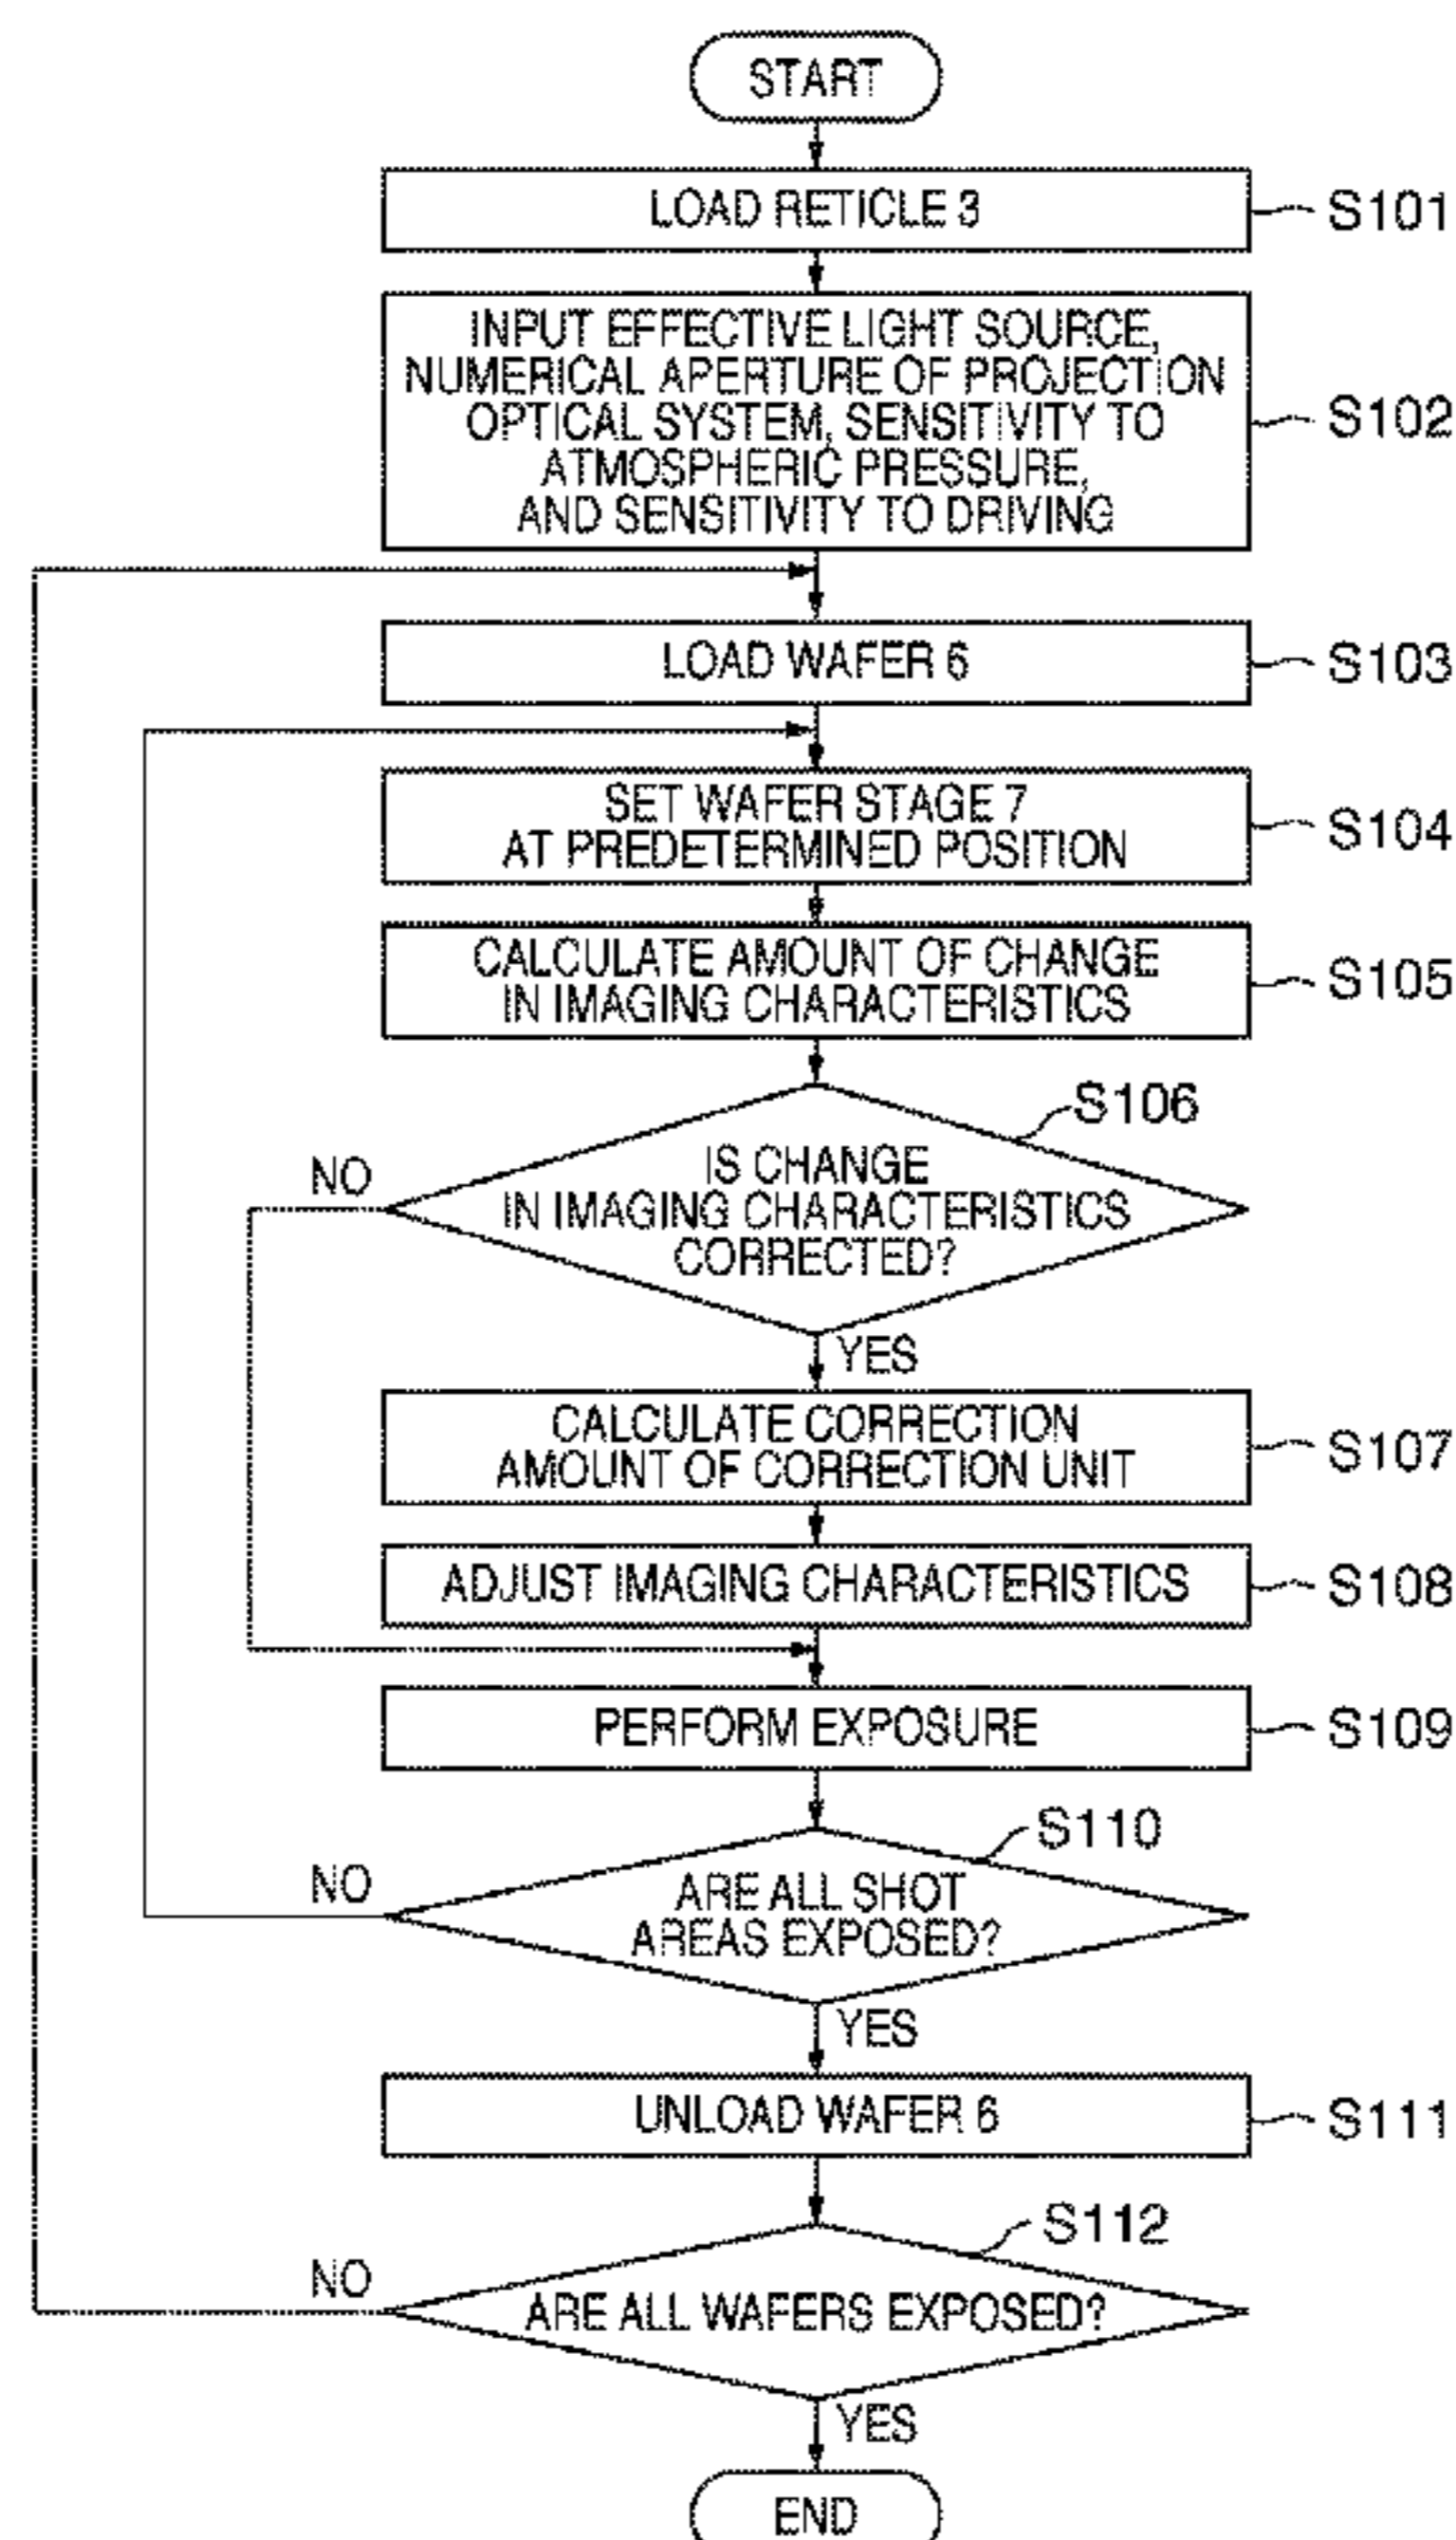 START
LOAD RETICLE 3
S101
INPUT EFFECTIVE LIGHT SOURCE,
NUMERICAL APERTURE OF PROJECTION
OPTICAL SYSTEM, SENSITIVITY TO
ATMOSPHERIC PRESSURE,
AND SENSITIVITY TO DRIVING
S102
LOAD WAFER 6
S103
SET WAFER STAGE 7
AT PREDETERMINED POSITION
S104
CALCULATE AMOUNT OF CHANGE
IN IMAGING CHARACTERISTICS
S105
S106
IS CHANGE
IN IMAGING CHARACTERISTICS
CORRECTED?
NO
YES
CALCULATE CORRECTION
AMOUNT OF CORRECTION UNIT
S107
ADJUST IMAGING CHARACTERISTICS
S108
PERFORM EXPOSURE
S109
S110
ARE ALL SHOT
AREAS EXPOSED?
NO
YES
UNLOAD WAFER 6
S111
S112
ARE ALL WAFERS EXPOSED?
NO
YES
END